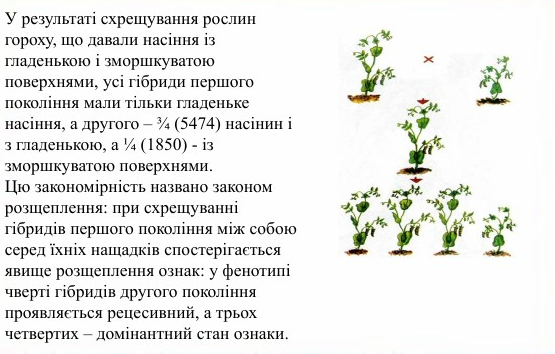 У результаті схрещування рослин
гороху, що давали насіння із
гладенькою і зморшкуватою
поверхнями, усі гібриди першого
покоління мали тільки гладеньке
насіння, а другого – ¾ (5474) насінин і
з гладенькою, а ¼ (1850) - із
зморшкуватою поверхнями.
Цю закономірність названо законом
розщеплення: при схрещуванні
гібридів першого покоління між собою
серед їхніх нащадків спостерігається
явище розщеплення ознак: у фенотипі
чверті гібридів другого покоління
проявляється рецесивний, а трьох
четвертих – домінантний стан ознаки.